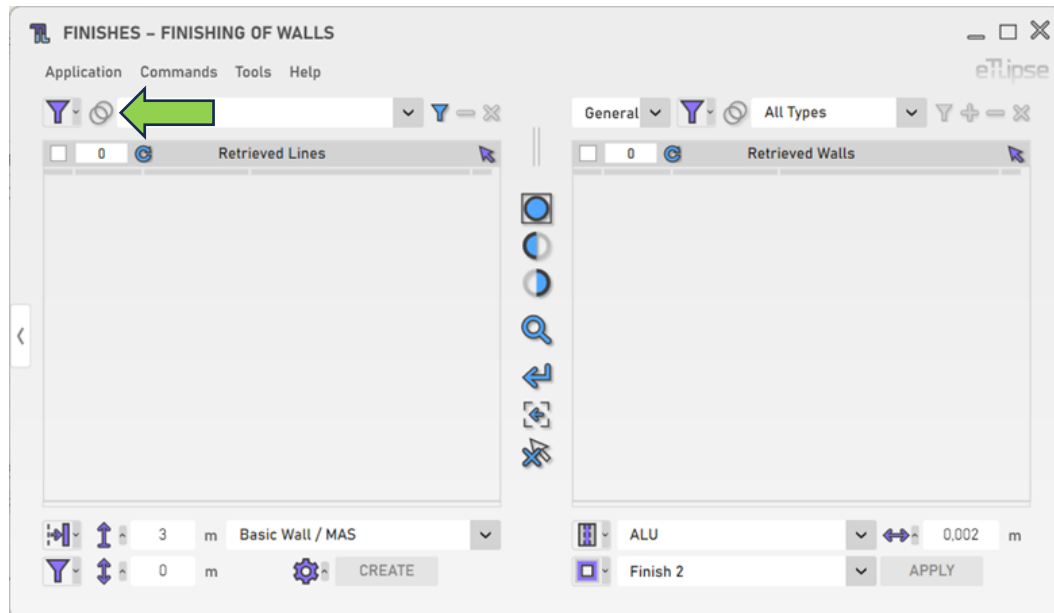 FINISHES – FINISHING OF WALLS
Application Commands Tools Help
eTLipse
General All Types
0 Retrieved Lines
0 Retrieved Walls
3 m Basic Wall / MAS
ALU 0,002 m
0 m CREATE
Finish 2 APPLY